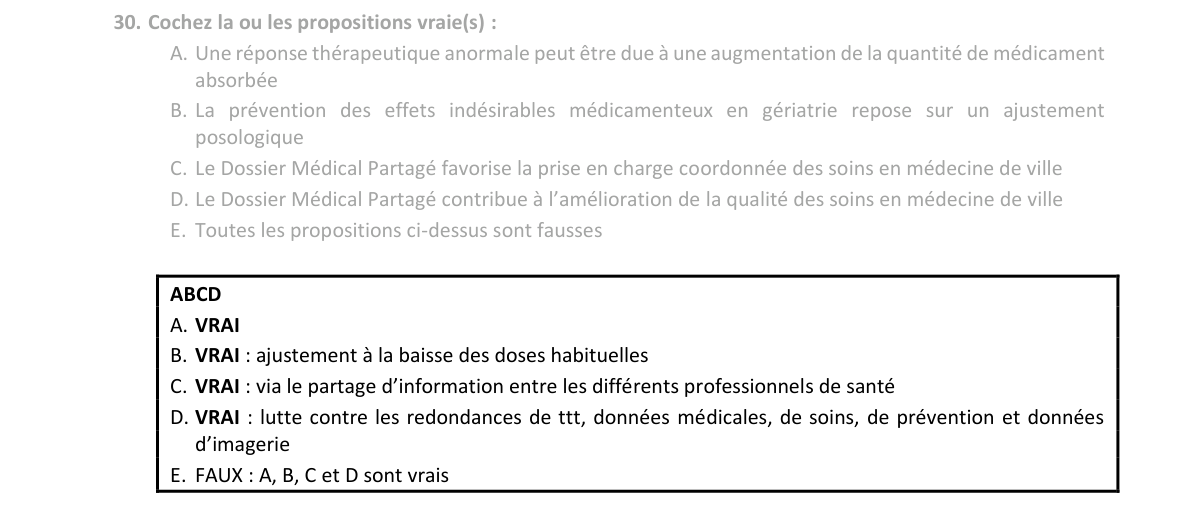 30. Cochez la ou les propositions vraie(s) :
A. Une réponse thérapeutique anormale peut être due à une augmentation de la quantité de médicament
absorbée
B. La prévention des effets indésirables médicamenteux en gériatrie repose sur un ajustement
posologique
C. Le Dossier Médical Partagé favorise la prise en charge coordonnée des soins en médecine de ville
D. Le Dossier Médical Partagé contribue à l’amélioration de la qualité des soins en médecine de ville
E. Toutes les propositions ci-dessus sont fausses
ABCD
A. VRAI
B. VRAI : ajustement à la baisse des doses habituelles
C. VRAI : via le partage d’information entre les différents professionnels de santé
D. VRAI : lutte contre les redondances de ttt, données médicales, de soins, de prévention et données
d’imagerie
E. FAUX : A, B, C et D sont vrais